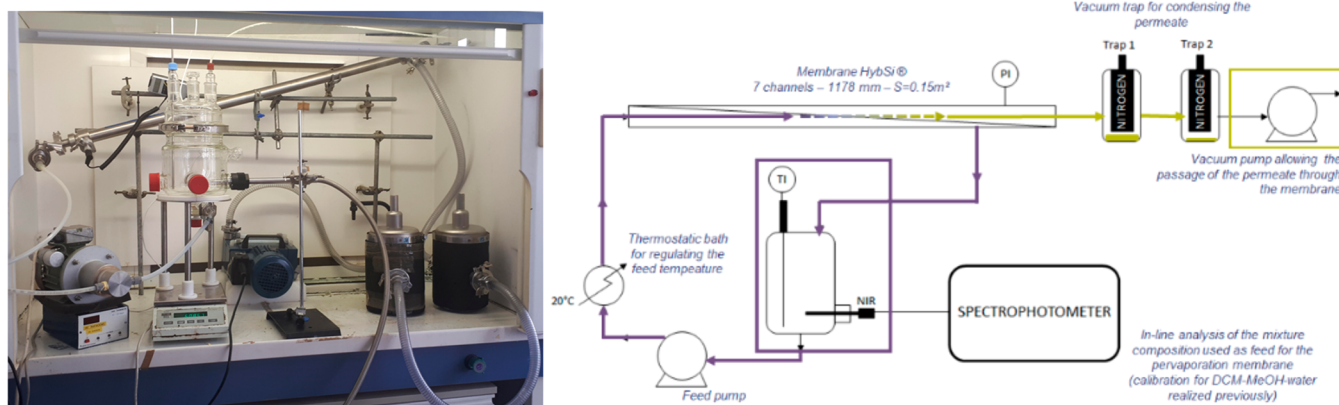 Vacuum trap for condensing the
permeate
Trap 1
Trap 2
NITROGEN
NITROGEN
PI
Membrane HybSi®
7 channels – 1178 mm – S=0.15m²
Vacuum pump allowing the
passage of the permeate through
the membrane
TI
Thermostatic bath
for regulating the
feed tempeature
20°C
NIR
SPECTROPHOTOMETER
In-line analysis of the mixture
composition used as feed for the
pervaporation membrane
(calibration for DCM-MeOH-water
realized previously)
Feed pump